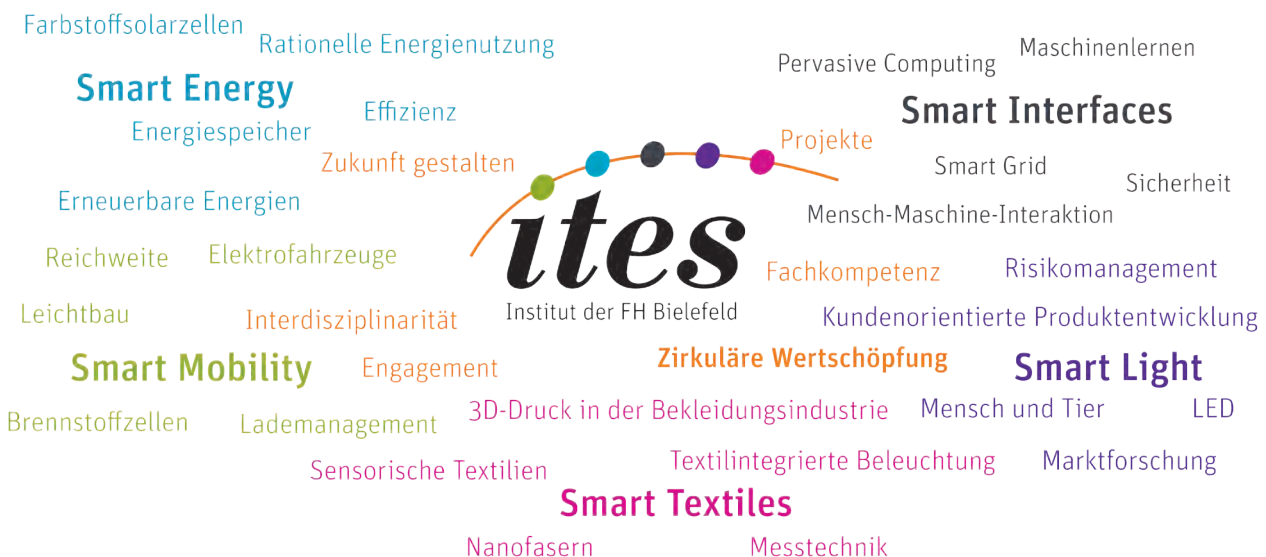 Farbstoffsolarzellen
Rationelle Energienutzung
Smart Energy
Effizienz
Energiespeicher
Zukunft gestalten
Erneuerbare Energien
Maschinenlernen
Pervasive Computing
Smart Interfaces
Projekte
Smart Grid
Sicherheit
Mensch-Maschine-Interaktion
ites
Institut der FH Bielefeld
Reichweite
Elektrofahrzeuge
Leichtbau
Interdisziplinarität
Smart Mobility
Engagement
Brennstoffzellen
Lademanagement
Fachkompetenz
Risikomanagement
Kundenorientierte Produktentwicklung
Zirkuläre Wertschöpfung
Smart Light
Mensch und Tier
LED
Marktforschung
3D-Druck in der Bekleidungsindustrie
Sensorische Textilien
Textilintegrierte Beleuchtung
Smart Textiles
Nanofasern
Messtechnik